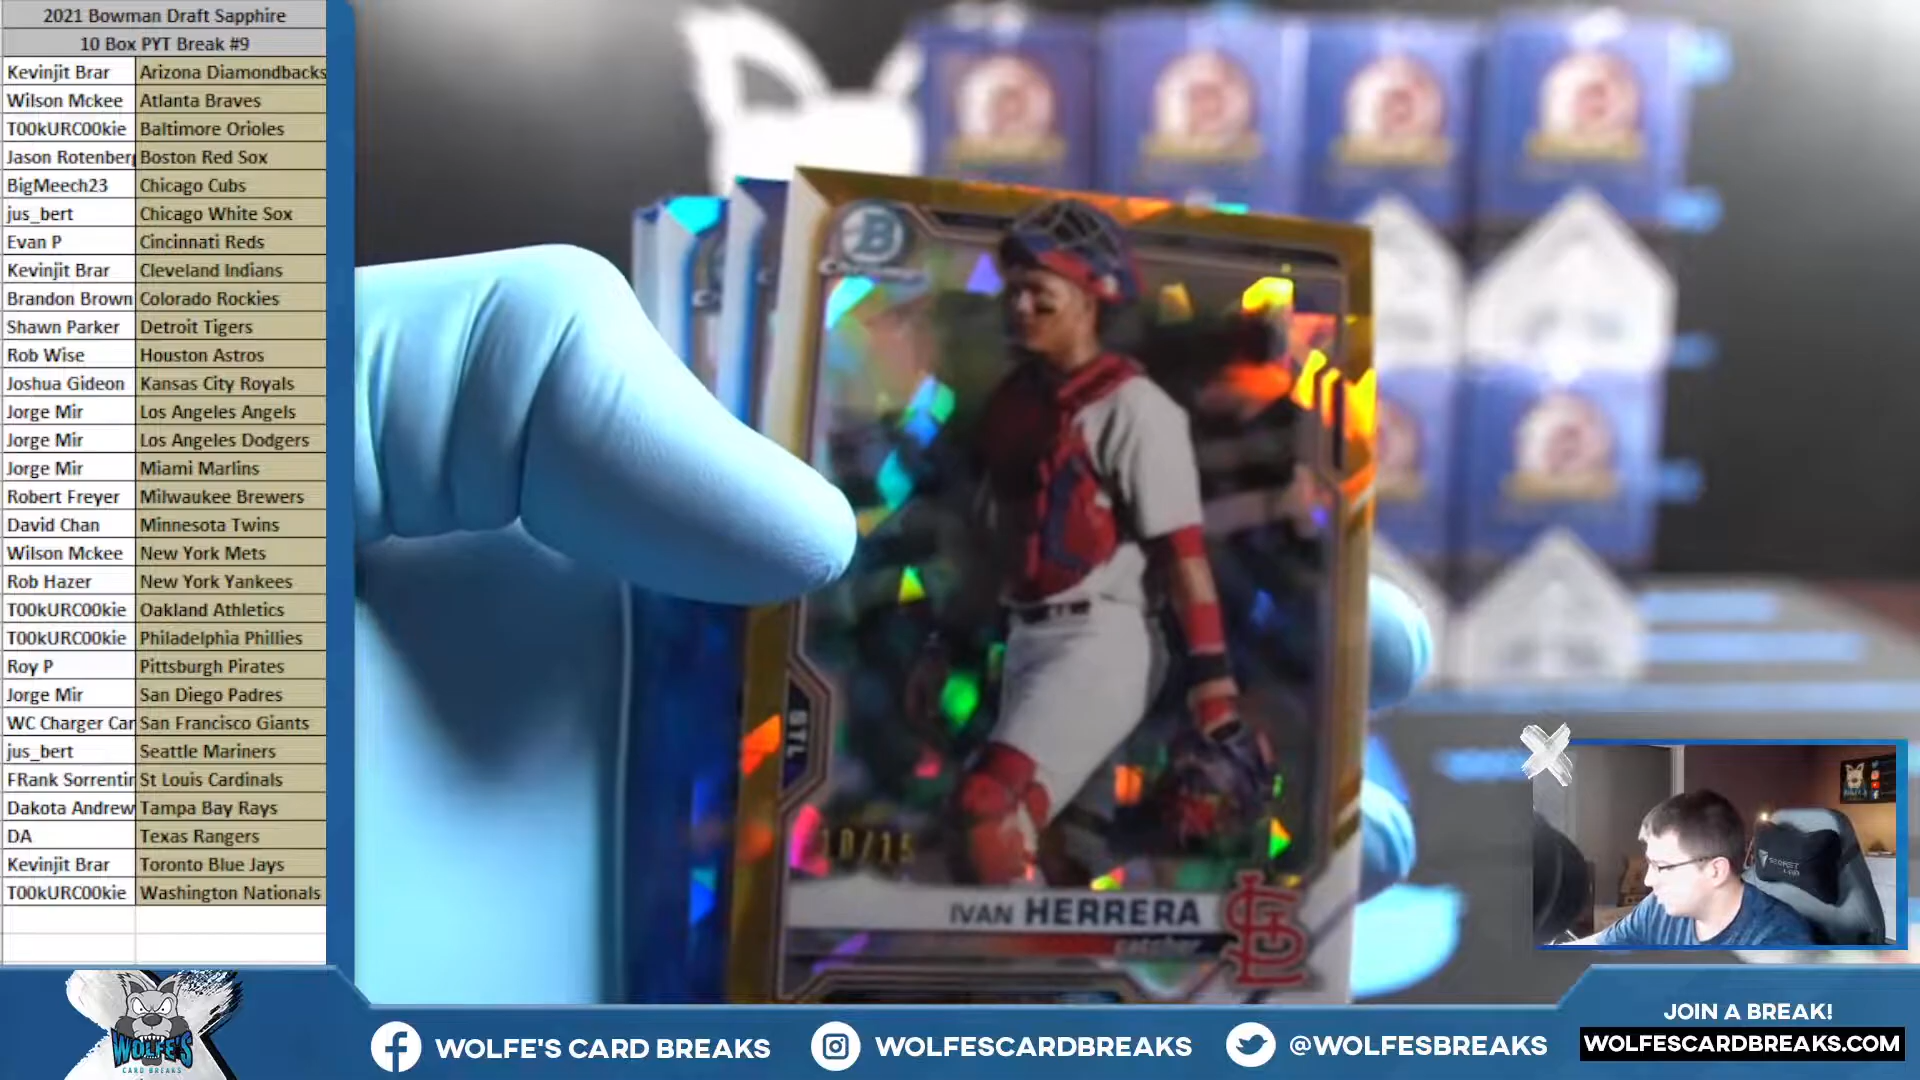 2021 Bowman Draft Sapphire
10 Box PYT Break #9
Kevinjit Brar Arizona Diamondbacks
Wilson Mckee Atlanta Braves
T00kURC00kie Baltimore Orioles
Jason Rotenberg Boston Red Sox
BigMeech23 Chicago Cubs
jus_bert Chicago White Sox
Evan P Cincinnati Reds
Kevinjit Brar Cleveland Indians
Brandon Brown Colorado Rockies
Shawn Parker Detroit Tigers
Rob Wise Houston Astros
Joshua Gideon Kansas City Royals
Jorge Mir Los Angeles Angels
Jorge Mir Los Angeles Dodgers
Jorge Mir Miami Marlins
Robert Freyer Milwaukee Brewers
David Chan Minnesota Twins
Wilson Mckee New York Mets
Rob Hazer New York Yankees
T00kURC00kie Oakland Athletics
T00kURC00kie Philadelphia Phillies
Roy P Pittsburgh Pirates
Jorge Mir San Diego Padres
WC Charger Car San Francisco Giants
jus_bert Seattle Mariners
FRank Sorrentin St Louis Cardinals
Dakota Andrew Tampa Bay Rays
DA Texas Rangers
Kevinjit Brar Toronto Blue Jays
T00kURC00kie Washington Nationals
B
STL
10/15
IVAN HERRERA
catcher
STL
WOLFE'S
CARD BREAKS
WOLFE'S CARD BREAKS
WOLFESCARDBREAKS
@WOLFESBREAKS
JOIN A BREAK!
WOLFESCARDBREAKS.COM